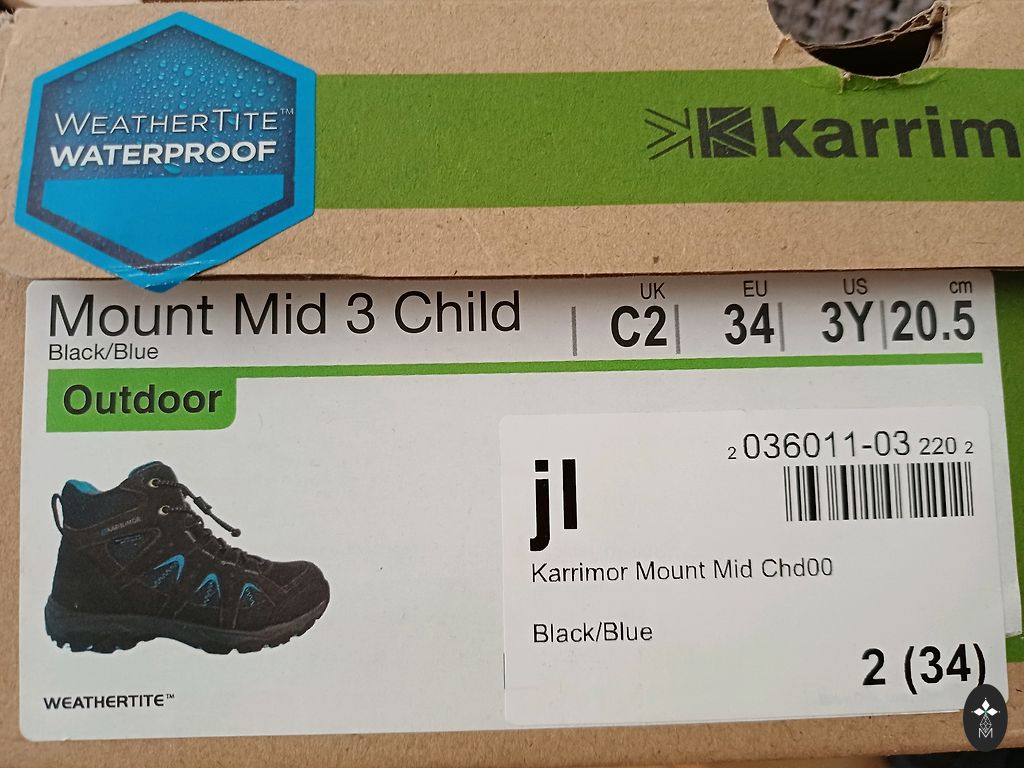 WEATHERTITE™
WATERPROOF
karrim
Mount Mid 3 Child
Black/Blue
UK EU US cm
C2 34 3Y 20.5
Outdoor
KARRIMOR
WEATHERTITE™
2 036011-03 220 2
jl
Karrimor Mount Mid Chd00
Black/Blue
2 (34)
M